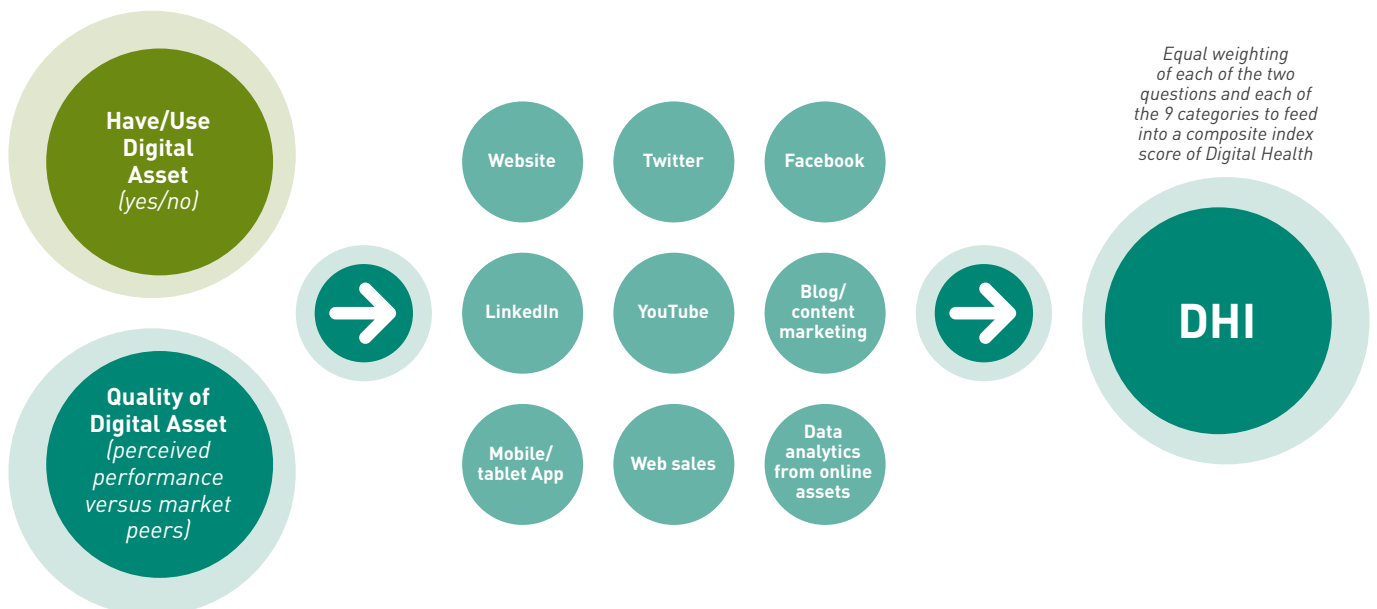 Have/Use
Digital
Asset
(yes/no)
Quality of
Digital Asset
(perceived
performance
versus market
peers)
Website
Twitter
Facebook
LinkedIn
YouTube
Blog/
content
marketing
Mobile/
tablet App
Web sales
Data
analytics
from online
assets
Equal weighting
of each of the two
questions and each of
the 9 categories to feed
into a composite index
score of Digital Health
DHI